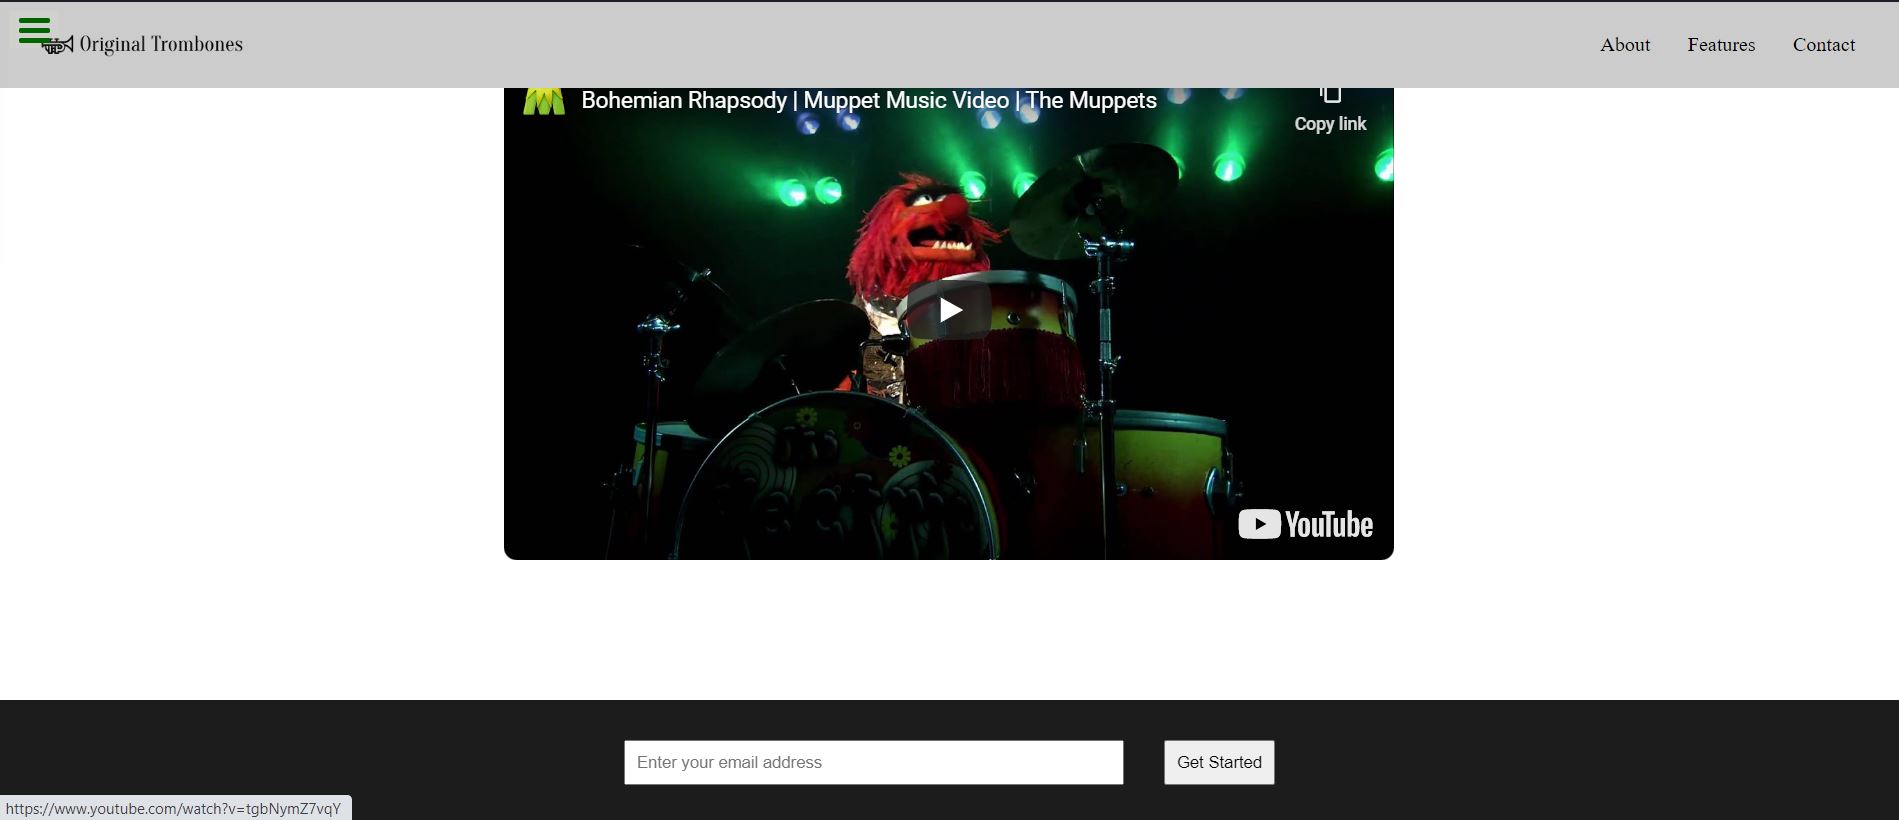 Original Trombones
About
Features
Contact
Bohemian Rhapsody | Muppet Music Video | The Muppets
Copy link
YouTube
Enter your email address
Get Started
https://www.youtube.com/watch?v=tgbNymZ7vqY